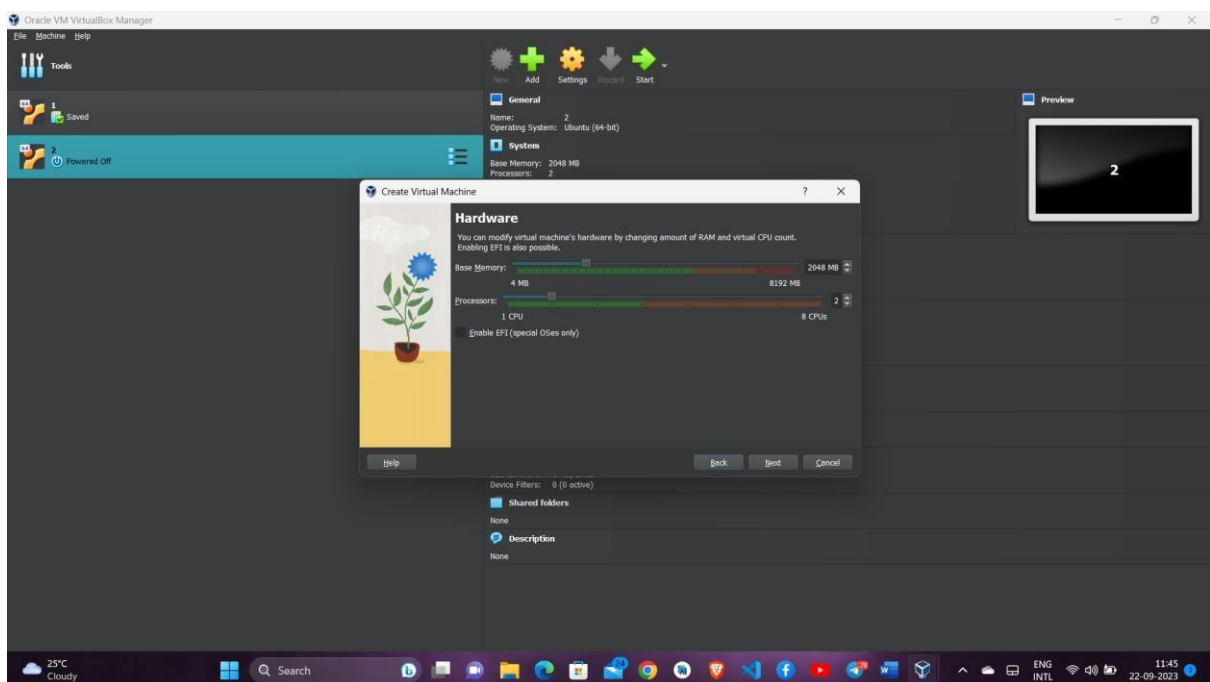 Oracle VM VirtualBox Manager
File Machine Help
Tools
New Add Settings Discard Start
1
Saved
2
Powered Off
General
Name: 2
Operating System: Ubuntu (64-bit)
System
Base Memory: 2048 MB
Processors: 2
Preview
2
Create Virtual Machine ?
Hardware
You can modify virtual machine's hardware by changing amount of RAM and virtual CPU count.
Enabling EFI is also possible.
Base Memory: 2048 MB
4 MB 8192 MB
Processors: 2
1 CPU 8 CPUs
Enable EFI (special OSes only)
Help Back Next Cancel
Device Filters: 0 (0 active)
Shared folders
None
Description
None
25°C
Cloudy
Search
ENG
INTL
11:45
22-09-2023